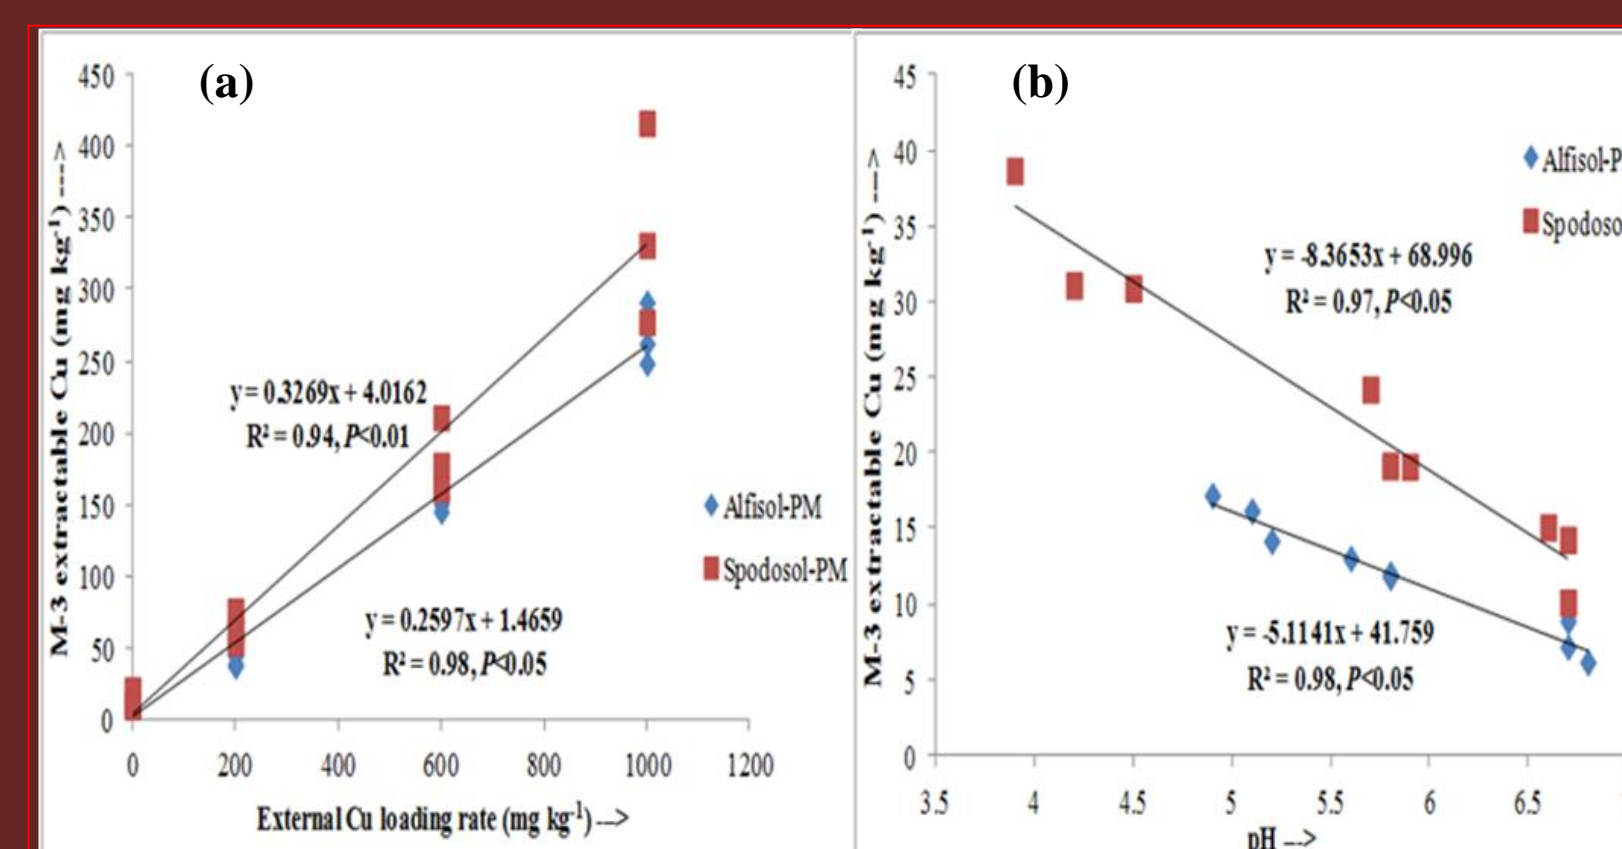 (a)
450
400
350
300
250
200
150
100
50
0
M-3 extractable Cu (mg kg⁻¹) ---->
y = 0.3269x + 4.0162
R² = 0.94, P<0.01
y = 0.2597x + 1.4659
R² = 0.98, P<0.05
Alfisol-PM
Spodosol-PM
0 200 400 600 800 1000 1200
External Cu loading rate (mg kg⁻¹) -->
(b)
45
40
35
30
25
20
15
10
5
0
M-3 extractable Cu (mg kg⁻¹) --->
Alfisol-P
Spodoso
y = -8.3653x + 68.996
R² = 0.97, P<0.05
y = -5.1141x + 41.759
R² = 0.98, P<0.05
3.5 4 4.5 5 5.5 6 6.5
pH -->